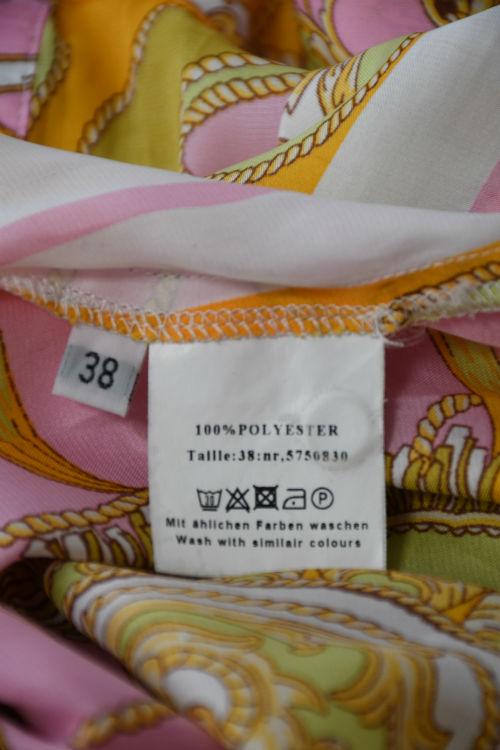 38
100%POLYESTER
Taille:38:nr,5750830
Mit ählichen Farben waschen
Wash with similair colours